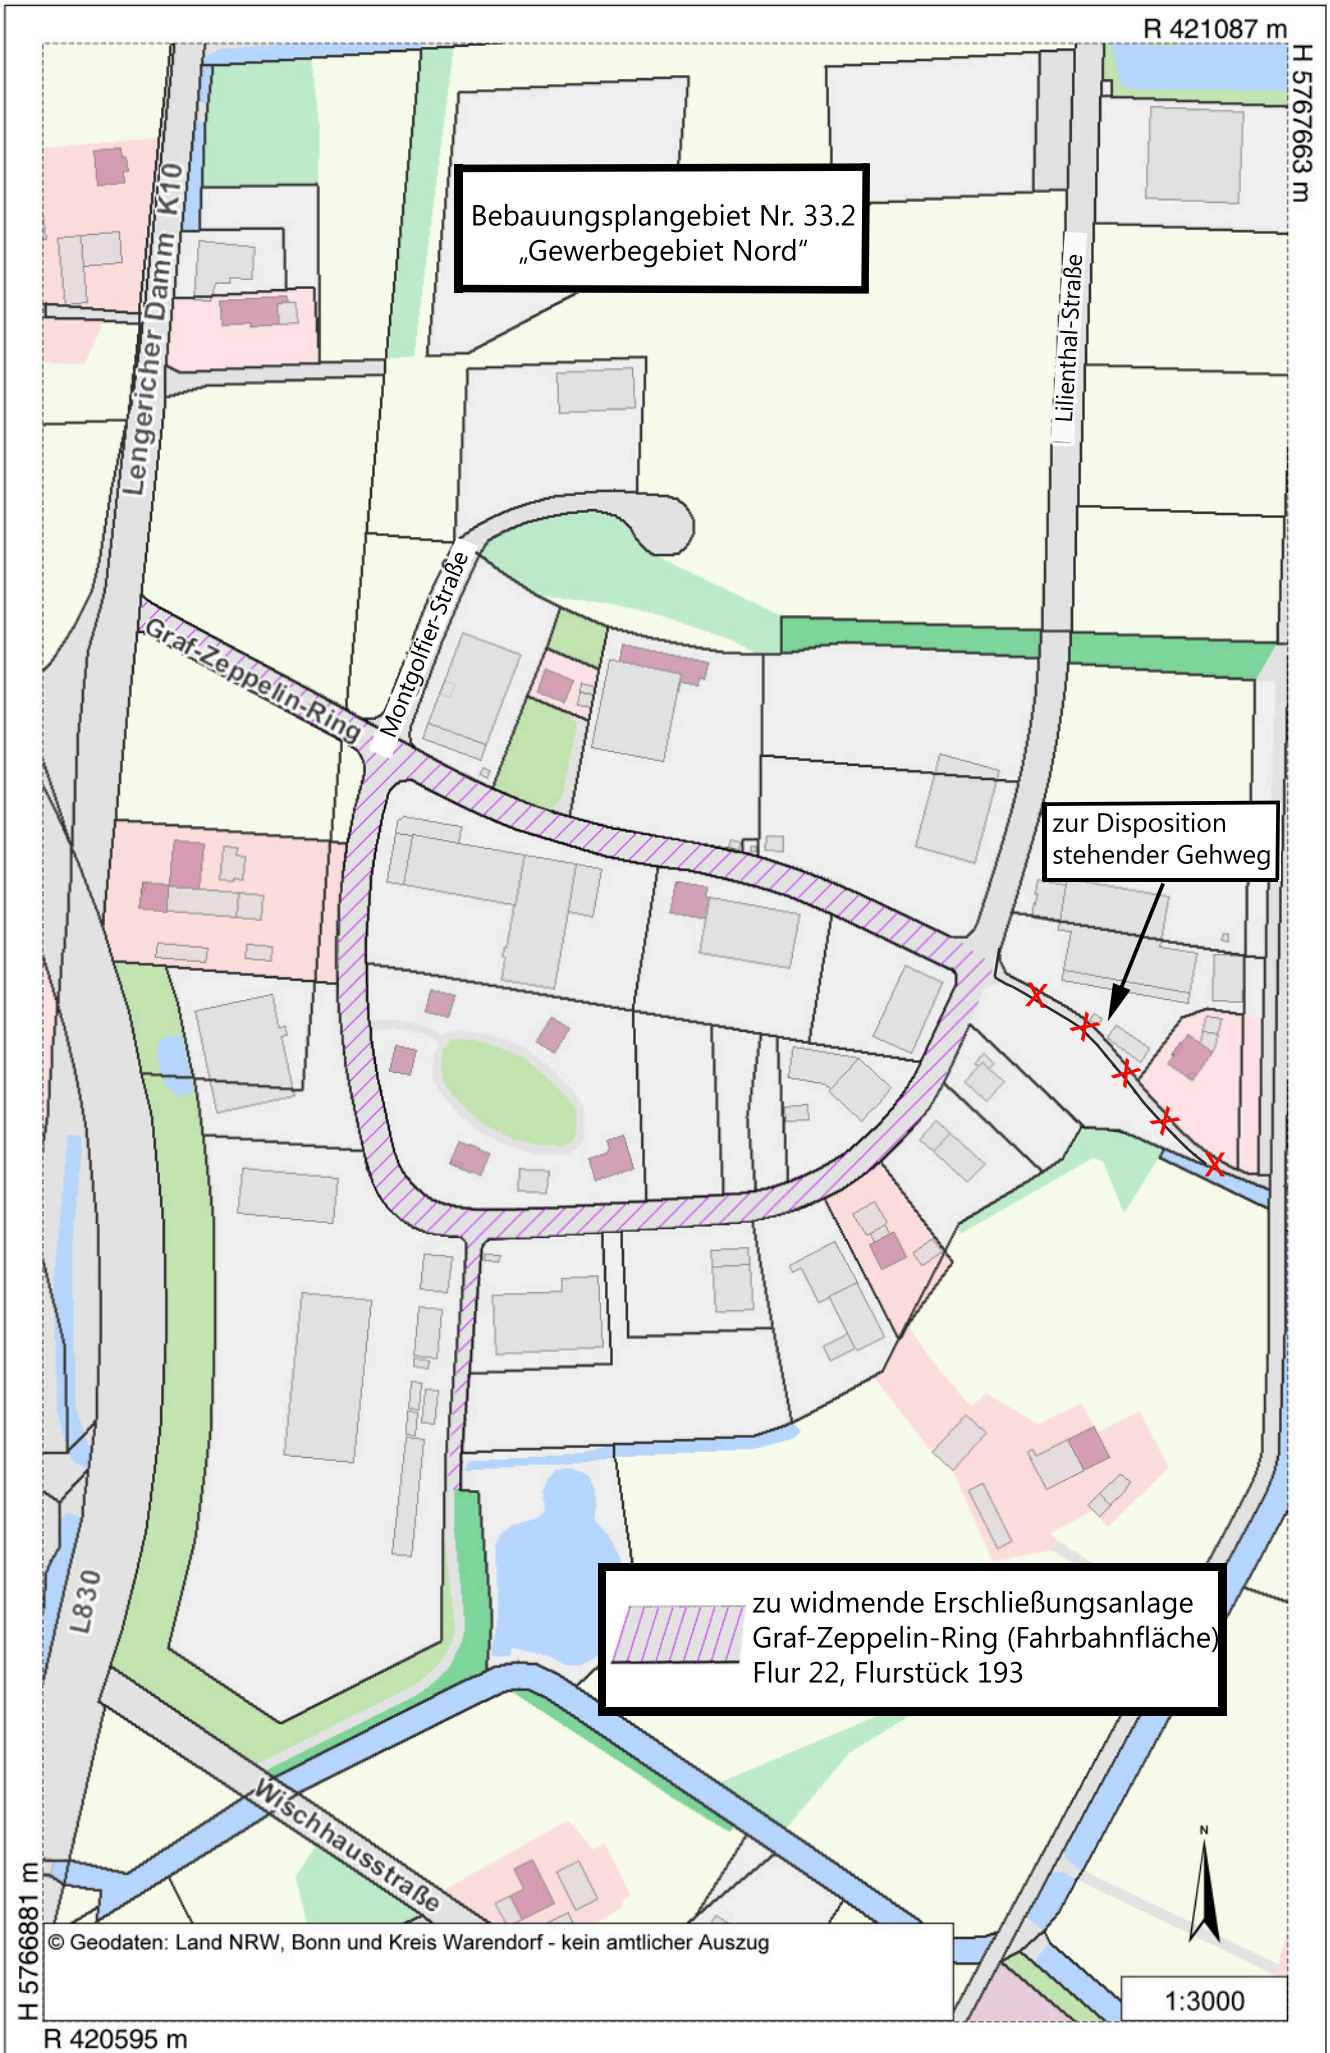 R 421087 m
H 5767663 m
Bebauungsplangebiet Nr. 33.2
„Gewerbegebiet Nord“
Lengericher Damm K10
Lilienthal-Straße
Montgolfier-Straße
Graf-Zeppelin-Ring
zur Disposition
stehender Gehweg
L830
zu widmende Erschließungsanlage
Graf-Zeppelin-Ring (Fahrbahnfläche)
Flur 22, Flurstück 193
Wischhausstraße
N
H 5766881 m
© Geodaten: Land NRW, Bonn und Kreis Warendorf - kein amtlicher Auszug
1:3000
R 420595 m